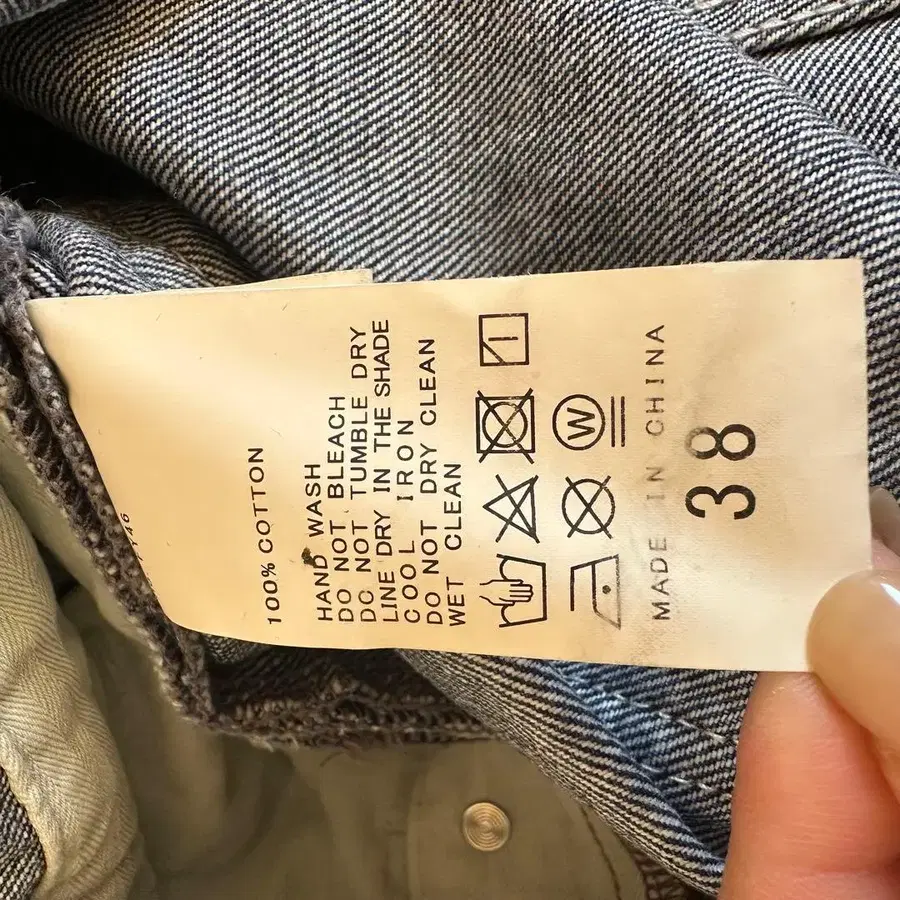 100% COTTON
HAND WASH
DO NOT BLEACH
DC NOT TUMBLE DRY
LINE DRY IN THE SHADE
COOL IRON
DO NOT DRY CLEAN
WET CLEAN
W
MADE IN CHINA
38